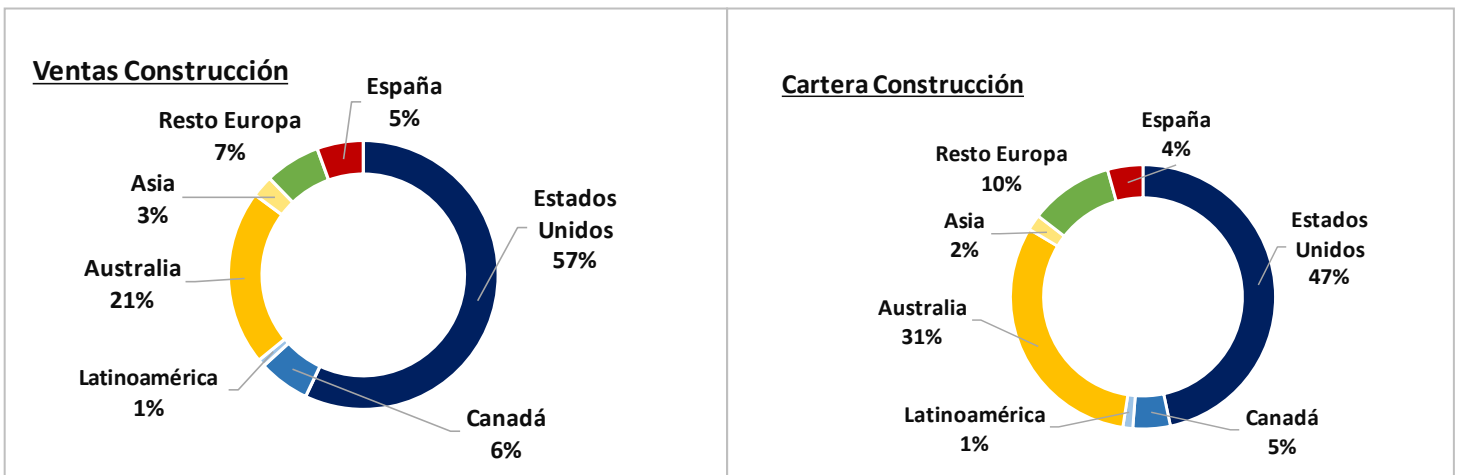 Ventas Construcción
España
5%
Resto Europa
7%
Asia
3%
Estados
Unidos
57%
Australia
21%
Latinoamérica
1%
Canadá
6%
Cartera Construcción
España
4%
Resto Europa
10%
Asia
2%
Estados
Unidos
47%
Australia
31%
Latinoamérica
1%
Canadá
5%